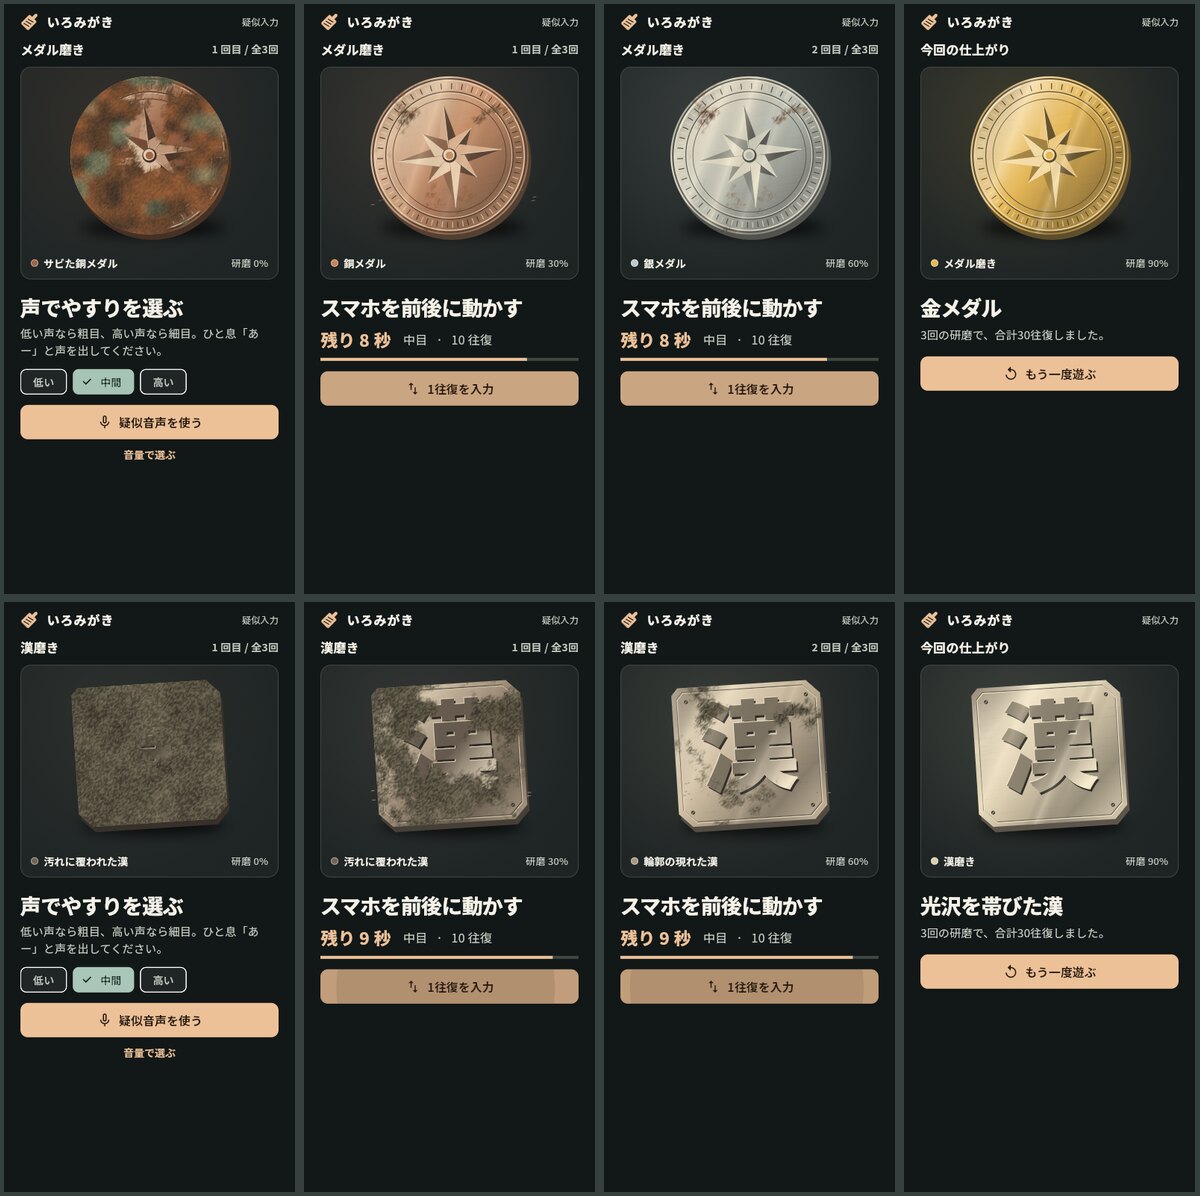 いろみがき
疑似入力
メダル磨き
1 回目 / 全3回
サビた銅メダル
研磨 0%
声でやすりを選ぶ
低い声なら粗目、高い声なら細目。ひと息「あ
ー」と声を出してください。
低い
中間
高い
疑似音声を使う
音量で選ぶ
いろみがき
疑似入力
メダル磨き
1 回目 / 全3回
銅メダル
研磨 30%
スマホを前後に動かす
残り 8 秒 中目 · 10 往復
1往復を入力
いろみがき
疑似入力
メダル磨き
2 回目 / 全3回
銀メダル
研磨 60%
スマホを前後に動かす
残り 8 秒 中目 · 10 往復
1往復を入力
いろみがき
疑似入力
今回の仕上がり
メダル磨き
研磨 90%
金メダル
3回の研磨で、合計30往復しました。
もう一度遊ぶ
いろみがき
疑似入力
漢磨き
1 回目 / 全3回
汚れに覆われた漢
研磨 0%
声でやすりを選ぶ
低い声なら粗目、高い声なら細目。ひと息「あ
ー」と声を出してください。
低い
中間
高い
疑似音声を使う
音量で選ぶ
いろみがき
疑似入力
漢磨き
1 回目 / 全3回
漢
汚れに覆われた漢
研磨 30%
スマホを前後に動かす
残り 9 秒 中目 · 10 往復
1往復を入力
いろみがき
疑似入力
漢磨き
2 回目 / 全3回
漢
輪郭の現れた漢
研磨 60%
スマホを前後に動かす
残り 9 秒 中目 · 10 往復
1往復を入力
いろみがき
疑似入力
今回の仕上がり
漢
漢磨き
研磨 90%
光沢を帯びた漢
3回の研磨で、合計30往復しました。
もう一度遊ぶ